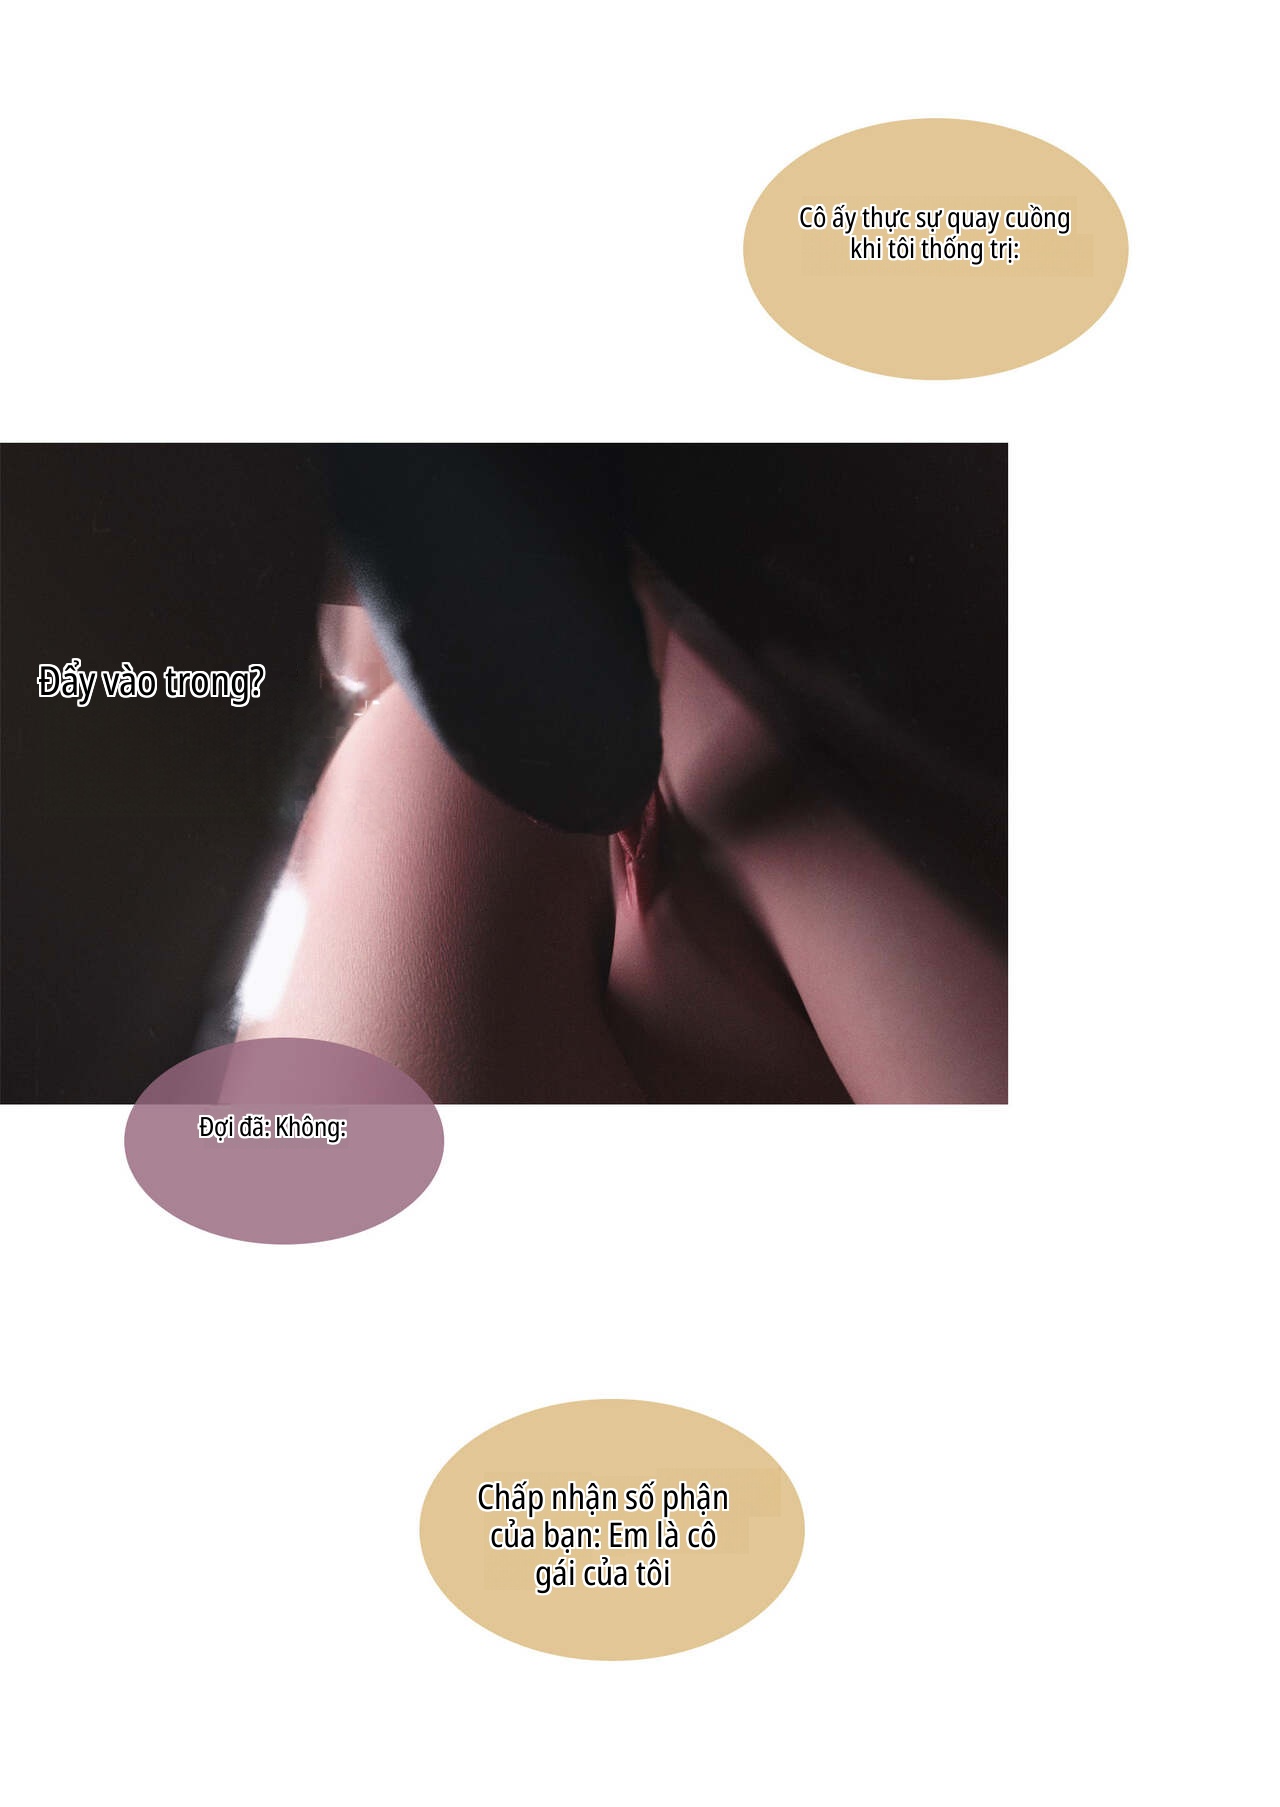 Cô ấy thực sự quay cuồng
khi tôi thống trị:
Đẩy vào trong?
Đợi đã: Không:
Chấp nhận số phận
của bạn: Em là cô
gái của tôi